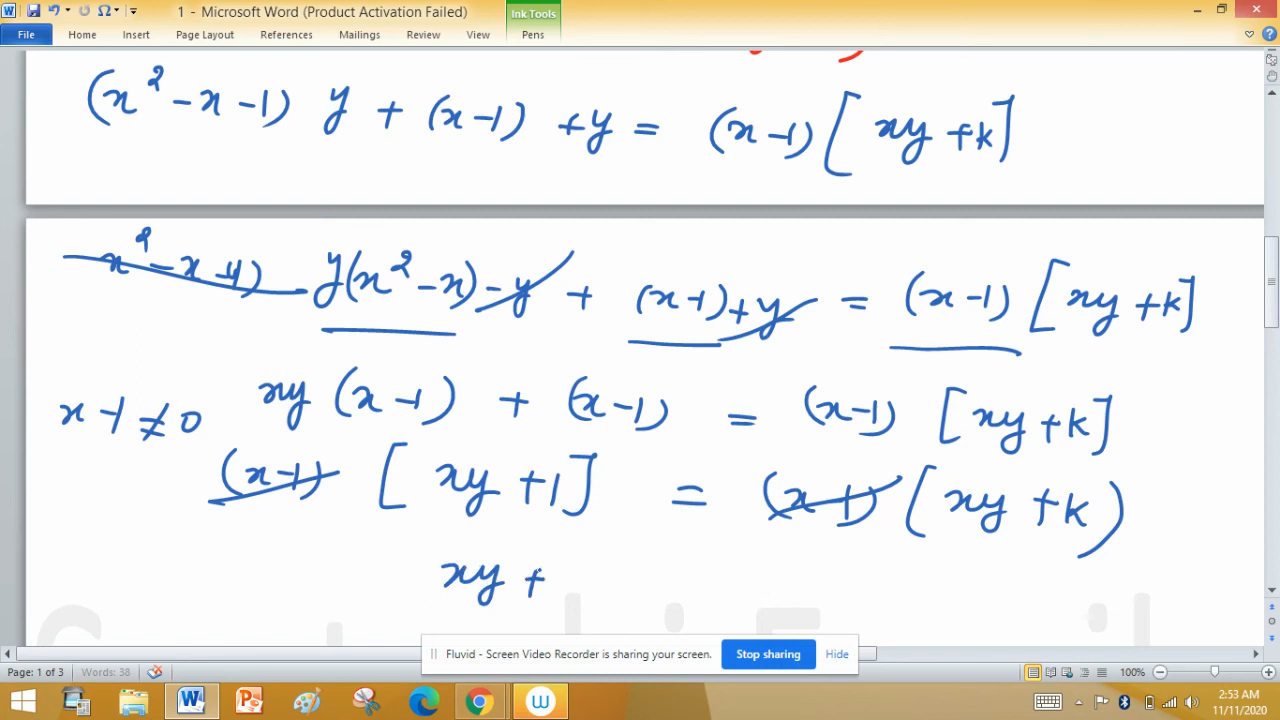 1 - Microsoft Word (Product Activation Failed)
Ink Tools
File Home Insert Page Layout References Mailings Review View Pens
(x² - x - 1) y + (x - 1) + y = (x - 1) [xy + k]
x² - x - y) y(x² - x) - y + (x - 1) + y = (x - 1) [xy + k]
x - 1 ≠ 0 xy (x - 1) + (x - 1) = (x - 1) [xy + k]
(x - 1) [xy + 1] = (x - 1) (xy + k)
xy +
Fluvid - Screen Video Recorder is sharing your screen. Stop sharing Hide
Page: 1 of 3 Words: 38 100%
2:53 AM
11/11/2020